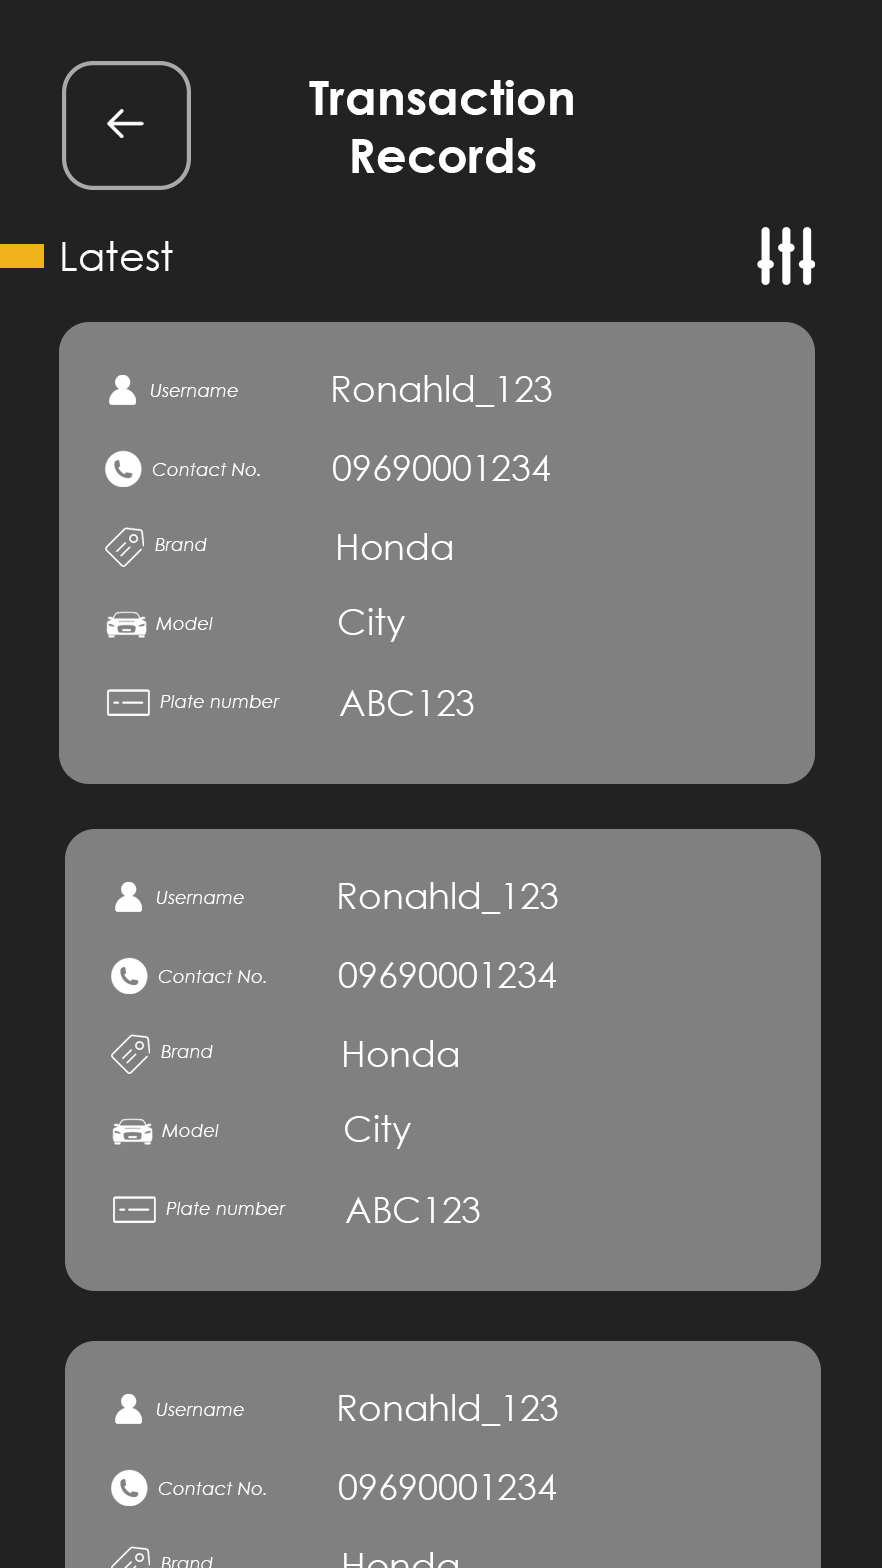 Transaction
Records
Latest
Username Ronahld_123
Contact No. 09690001234
Brand Honda
Model City
Plate number ABC123
Username Ronahld_123
Contact No. 09690001234
Brand Honda
Model City
Plate number ABC123
Username Ronahld_123
Contact No. 09690001234
Brand Honda